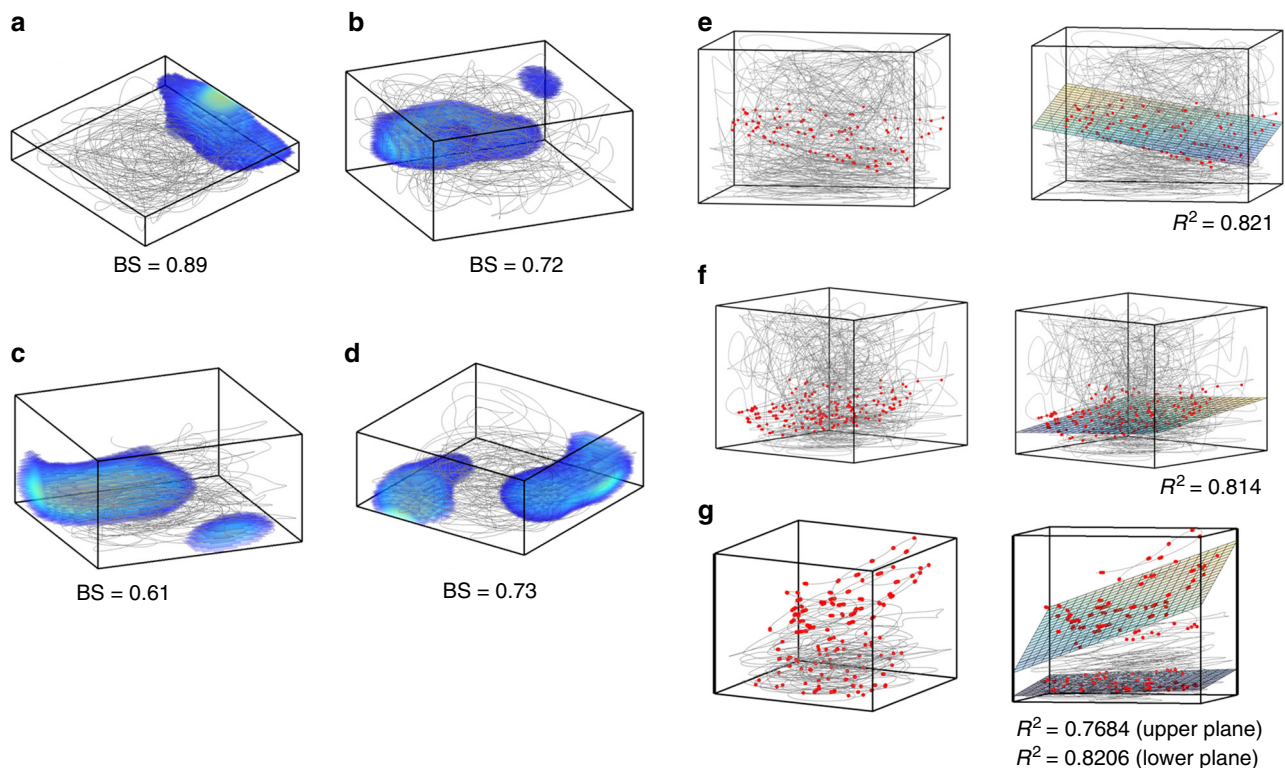 a
BS = 0.89
b
BS = 0.72
c
BS = 0.61
d
BS = 0.73
e
R² = 0.821
f
R² = 0.814
g
R² = 0.7684 (upper plane)
R² = 0.8206 (lower plane)